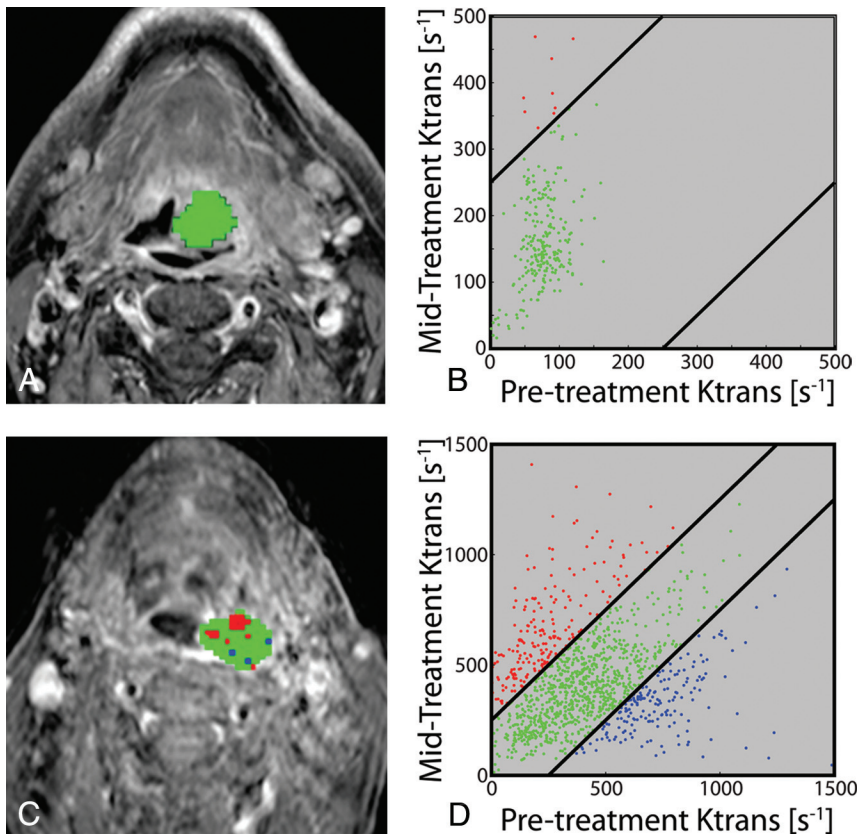 A
B
Mid-Treatment Ktrans [s⁻¹]
500
400
300
200
100
0
0 100 200 300 400 500
Pre-treatment Ktrans [s⁻¹]
C
D
Mid-Treatment Ktrans [s⁻¹]
1500
1000
500
0
0 500 1000 1500
Pre-treatment Ktrans [s⁻¹]